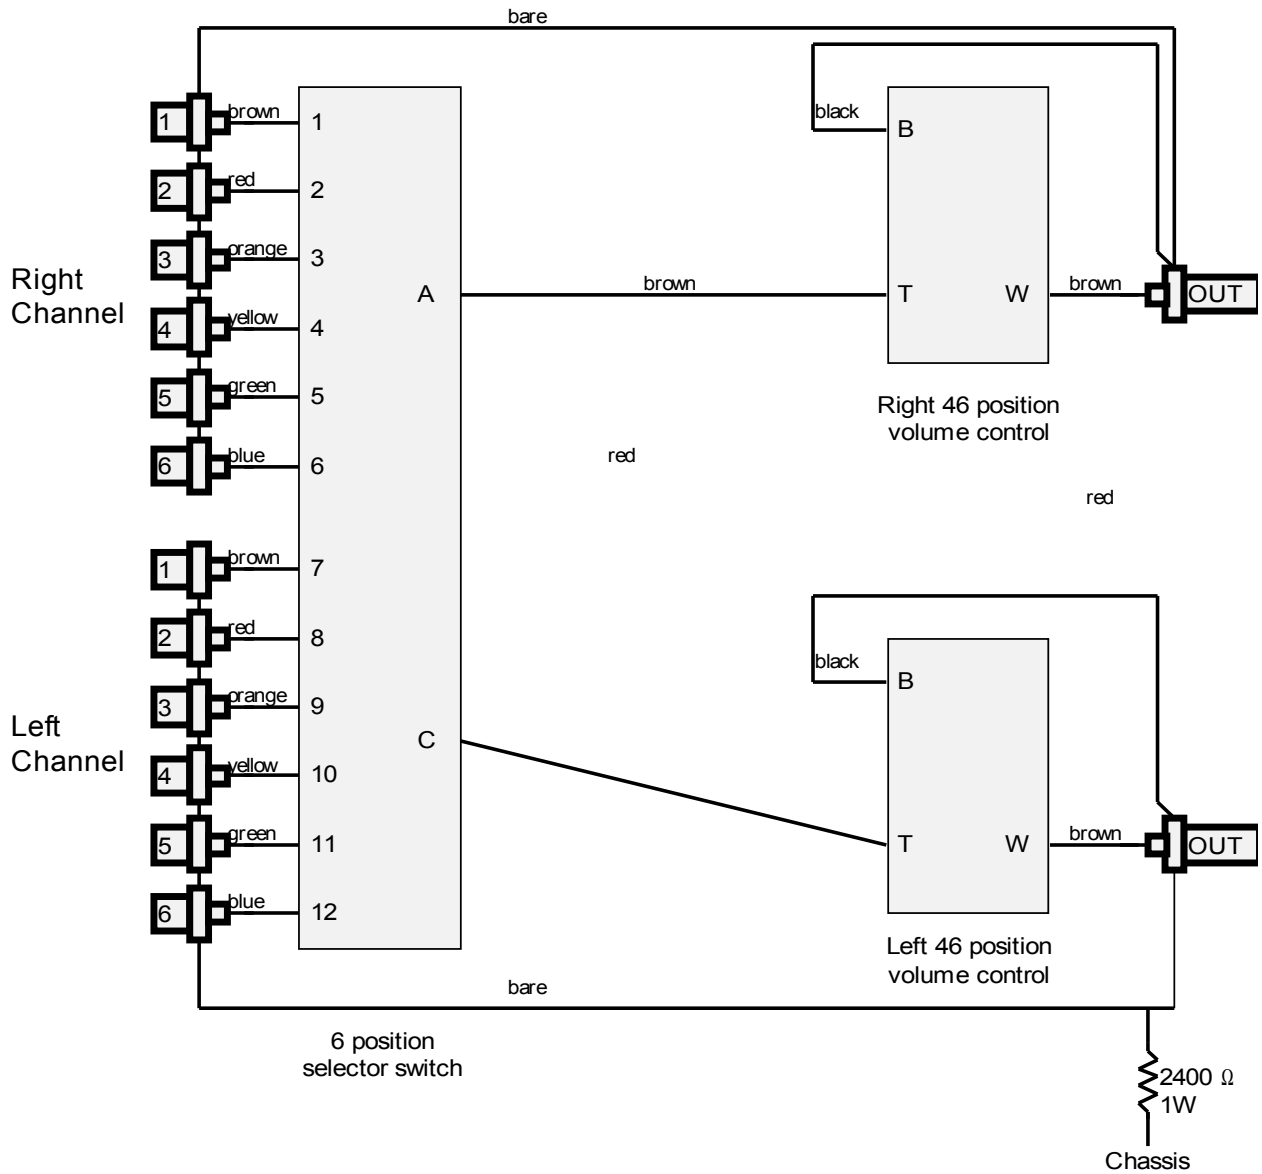 bare
black
B
1 brown 1
2 red 2
3 orange 3
Right
Channel
A
brown
T
W
brown
OUT
4 yellow 4
5 green 5
6 blue 6
Right 46 position
volume control
red
red
1 brown 7
2 red 8
3 orange 9
Left
Channel
C
4 yellow 10
5 green 11
6 blue 12
black
B
T
W
brown
OUT
Left 46 position
volume control
bare
6 position
selector switch
2400 Ω
1W
Chassis